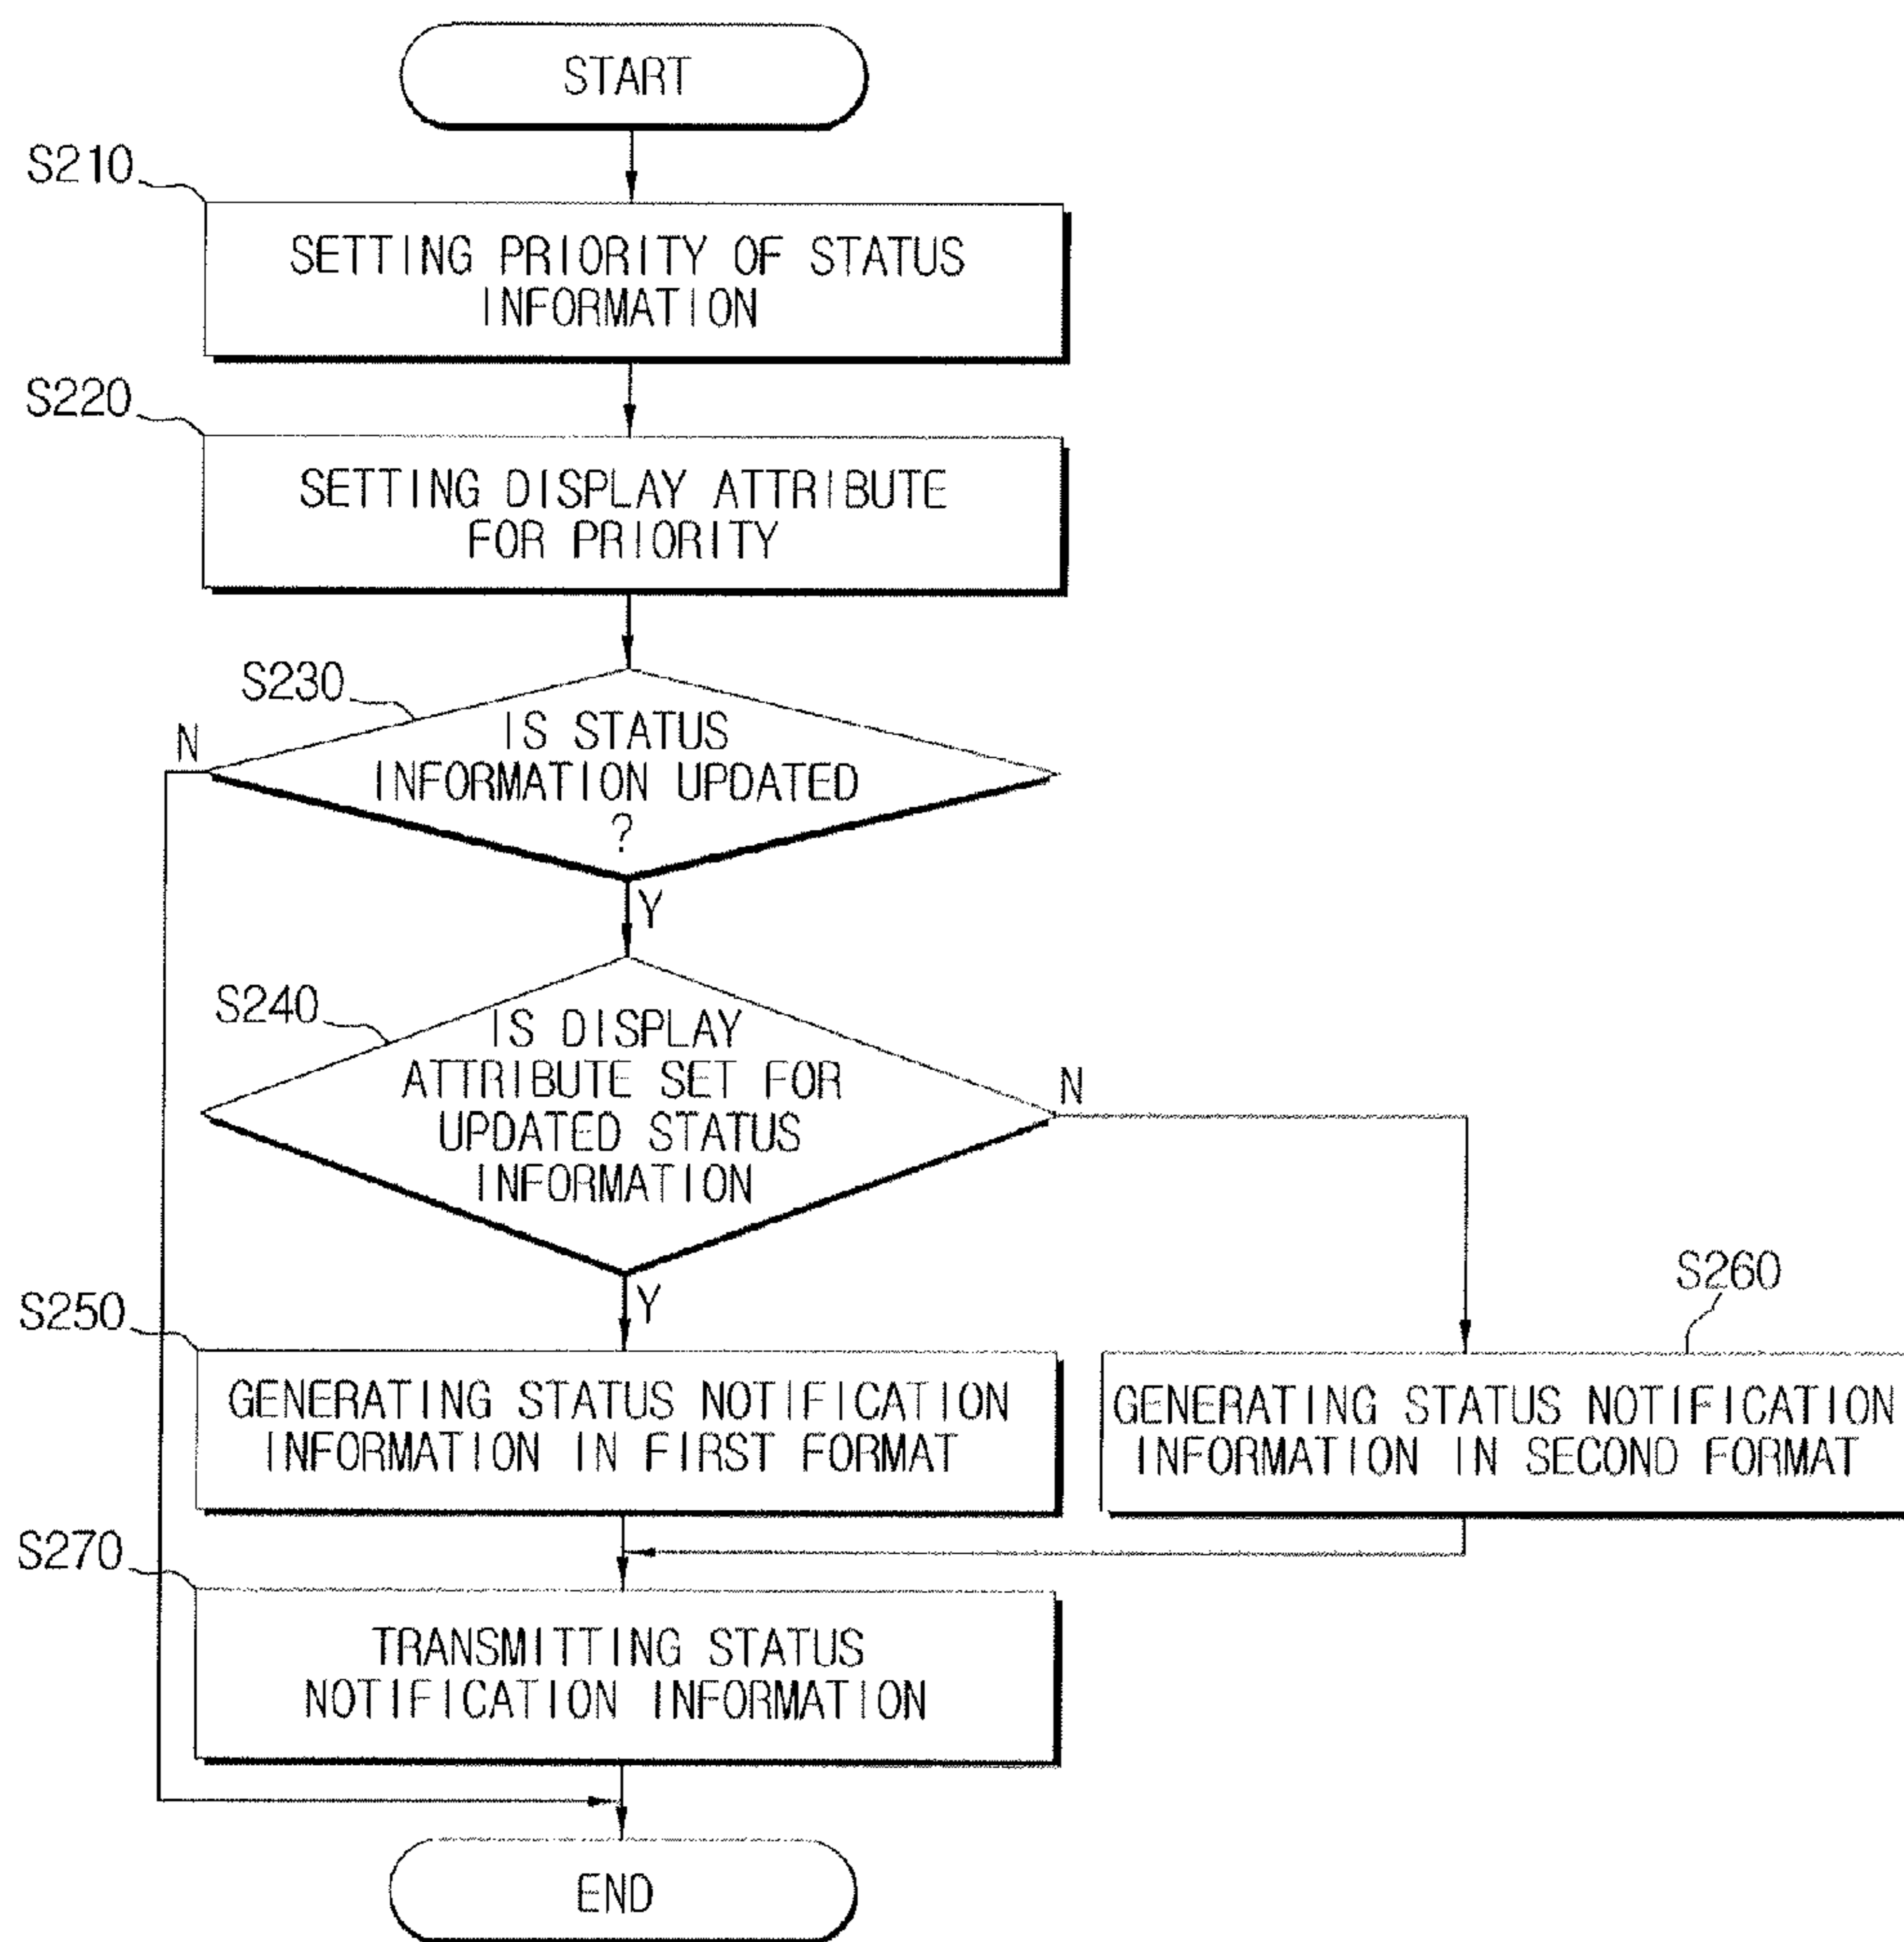 START
S210
SETTING PRIORITY OF STATUS
INFORMATION
S220
SETTING DISPLAY ATTRIBUTE
FOR PRIORITY
S230
N
IS STATUS
INFORMATION UPDATED
?
Y
S240
IS DISPLAY
ATTRIBUTE SET FOR
UPDATED STATUS
INFORMATION
N
Y
S250
GENERATING STATUS NOTIFICATION
INFORMATION IN FIRST FORMAT
S260
GENERATING STATUS NOTIFICATION
INFORMATION IN SECOND FORMAT
S270
TRANSMITTING STATUS
NOTIFICATION INFORMATION
END